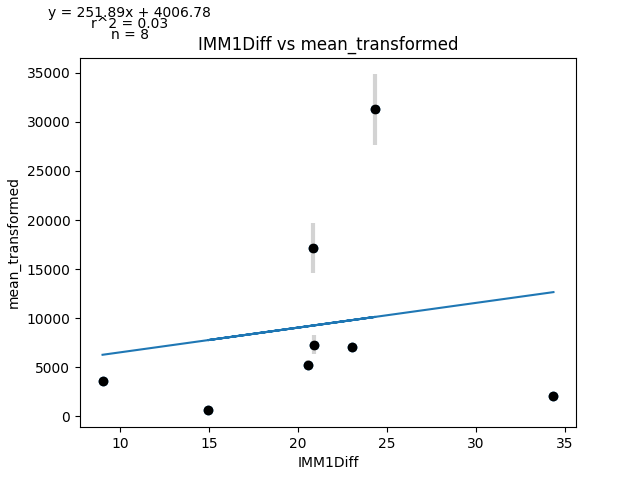 y = 251.89x + 4006.78
r^2 = 0.03
n = 8
IMM1Diff vs mean_transformed
35000
30000
25000
20000
15000
10000
5000
0
mean_transformed
10 15 20 25 30 35
IMM1Diff